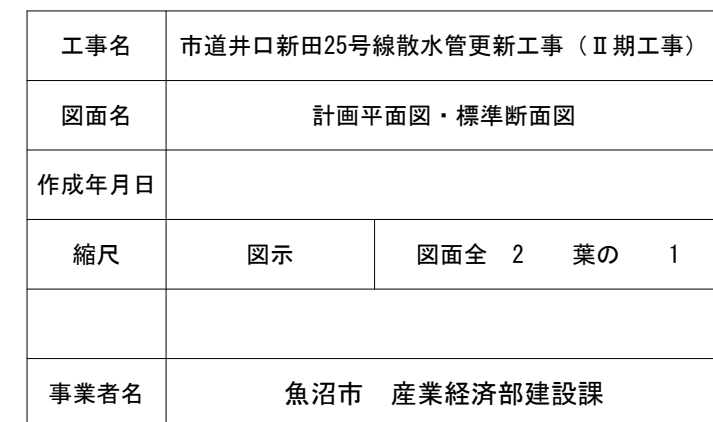 工事名 市道井口新田25号線散水管更新工事（Ⅱ期工事）
図面名 計画平面図・標準断面図
作成年月日
縮尺 図示 図面全 2 葉の 1
事業者名 魚沼市 産業経済部建設課